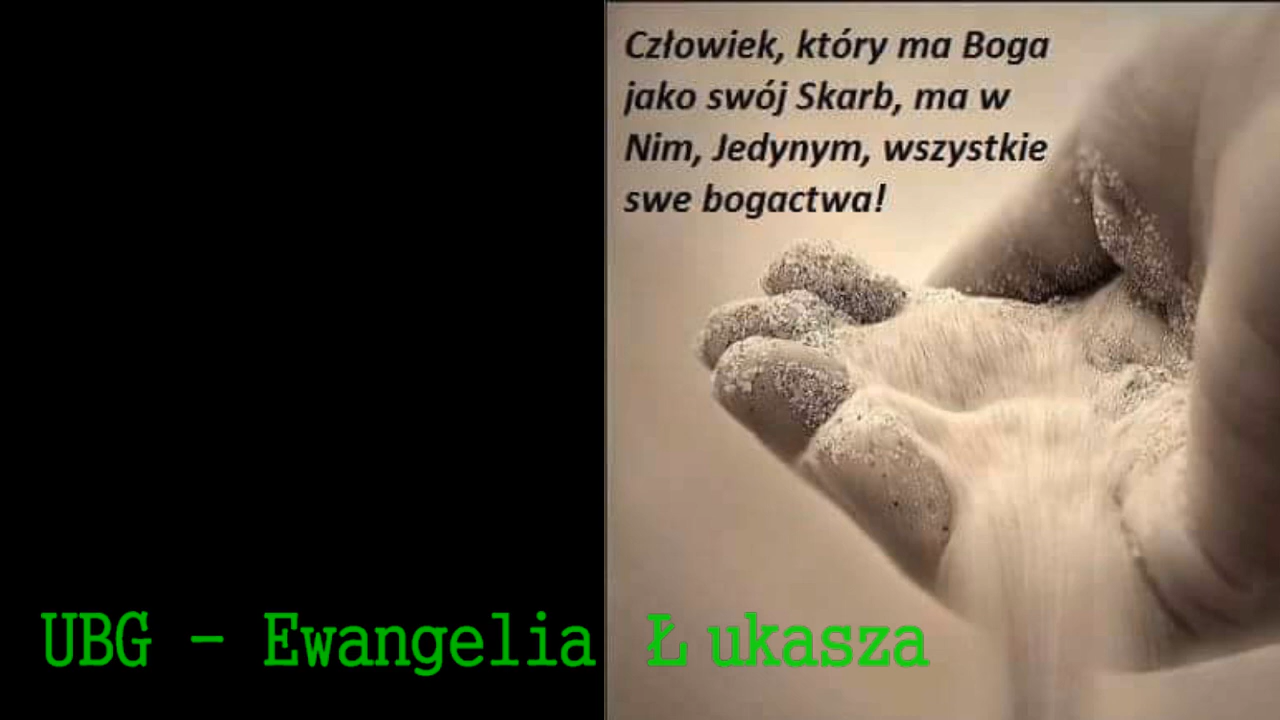 Człowiek, który ma Boga
jako swój Skarb, ma w
Nim, Jedynym, wszystkie
swe bogactwa!
UBG - Ewangelia Łukasza